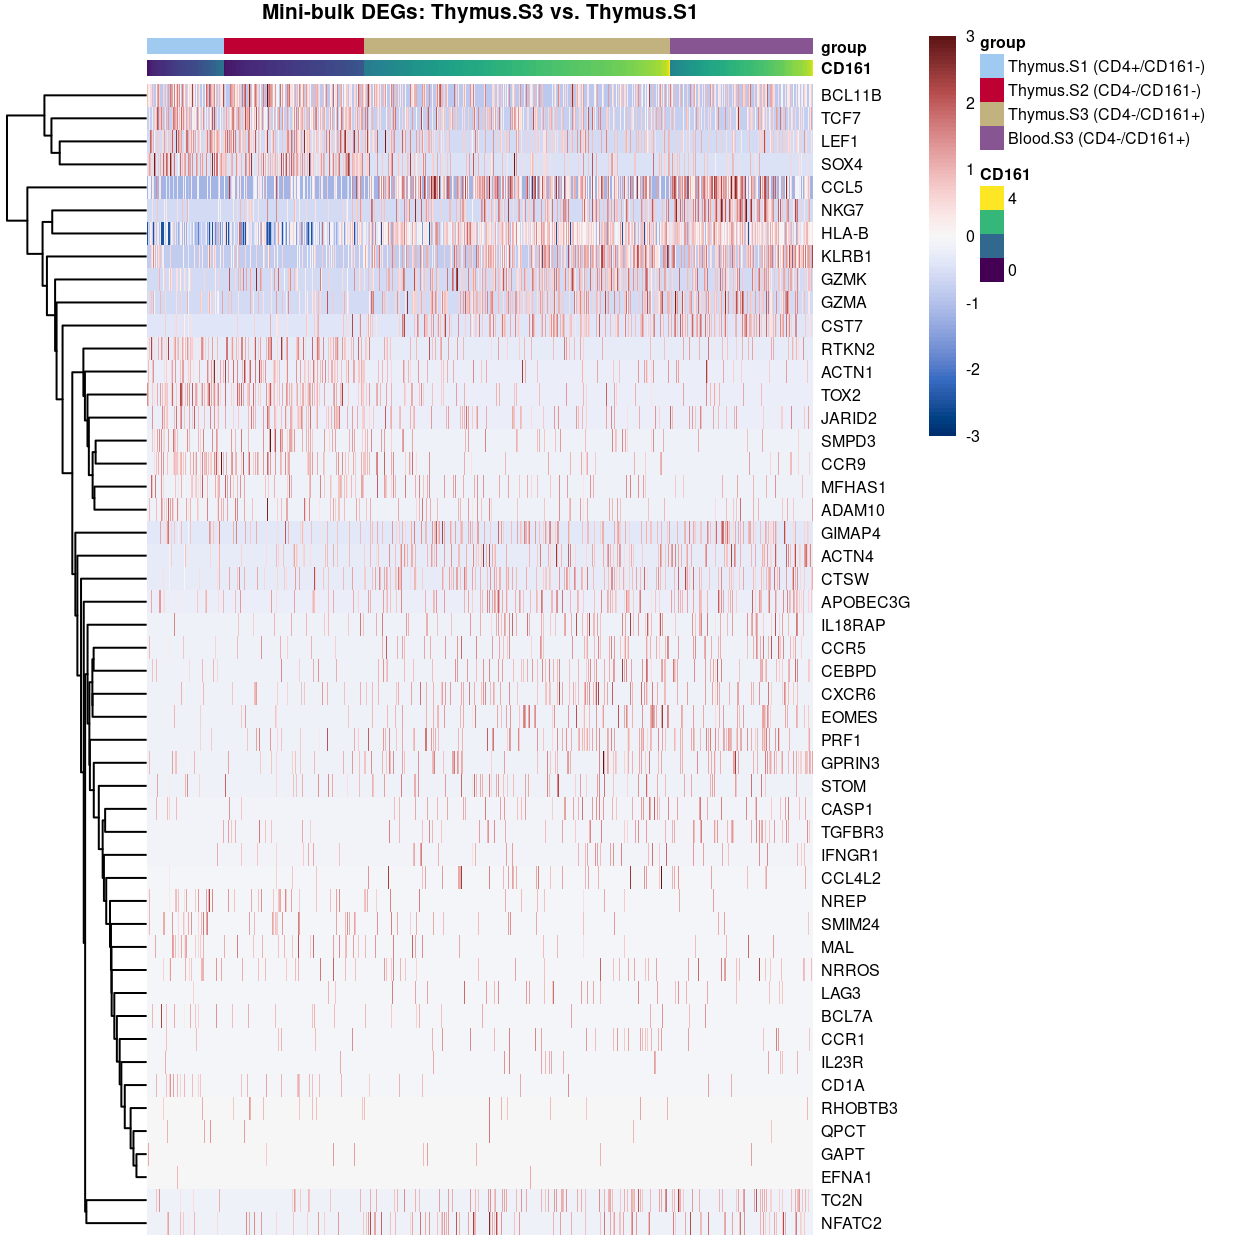 Mini-bulk DEGs: Thymus.S3 vs. Thymus.S1
group
CD161
BCL11B
TCF7
LEF1
SOX4
CCL5
NKG7
HLA-B
KLRB1
GZMK
GZMA
CST7
RTKN2
ACTN1
TOX2
JARID2
SMPD3
CCR9
MFHAS1
ADAM10
GIMAP4
ACTN4
CTSW
APOBEC3G
IL18RAP
CCR5
CEBPD
CXCR6
EOMES
PRF1
GPRIN3
STOM
CASP1
TGFBR3
IFNGR1
CCL4L2
NREP
SMIM24
MAL
NRROS
LAG3
BCL7A
CCR1
IL23R
CD1A
RHOBTB3
QPCT
GAPT
EFNA1
TC2N
NFATC2
3
2
1
0
-1
-2
-3
group
Thymus.S1 (CD4+/CD161-)
Thymus.S2 (CD4-/CD161-)
Thymus.S3 (CD4-/CD161+)
Blood.S3 (CD4-/CD161+)
CD161
4
0